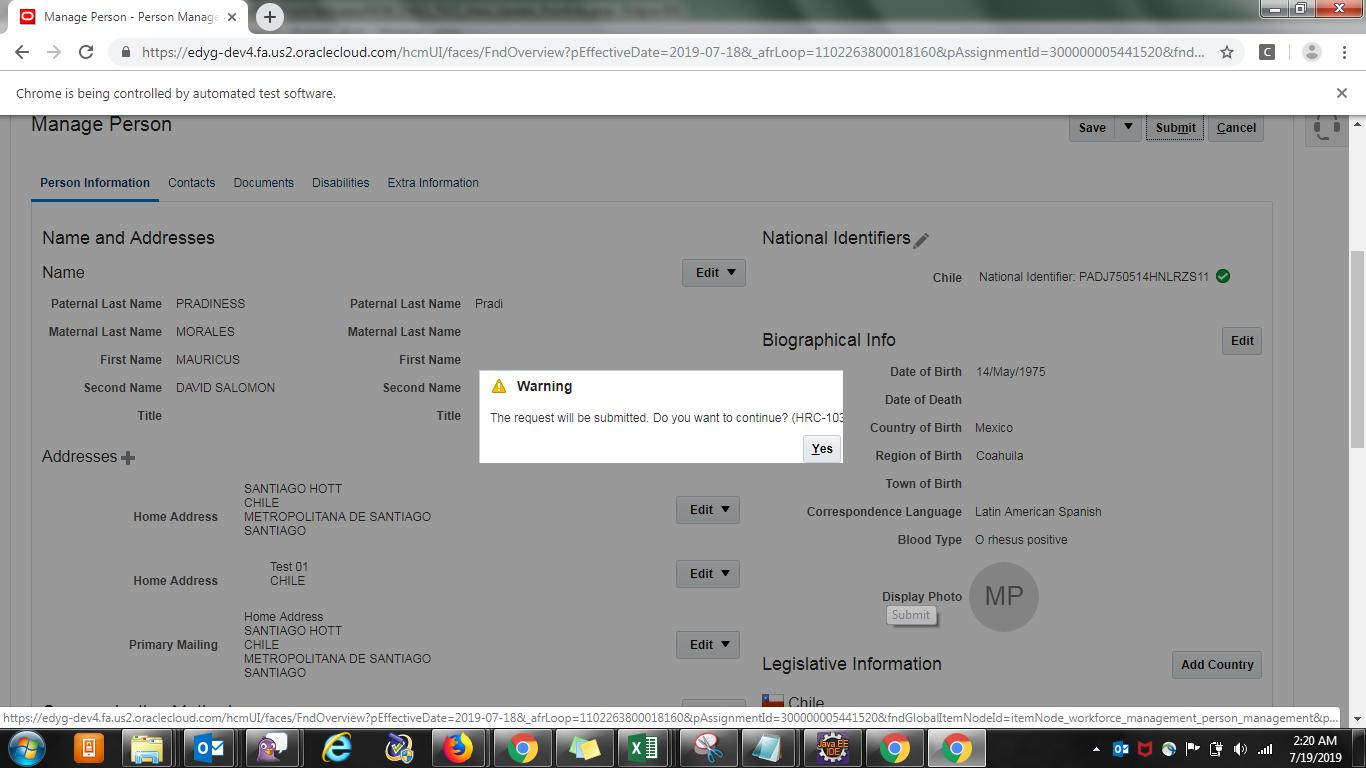 Manage Person - Person Manage
https://edyg-dev4.fa.us2.oraclecloud.com/hcmUI/faces/FndOverview?pEffectiveDate=2019-07-18&_afrLoop=1102263800018160&pAssignmentId=300000005441520&fnd...
C
Chrome is being controlled by automated test software.
Manage Person
Save
Submit
Cancel
Person Information
Contacts
Documents
Disabilities
Extra Information
Name and Addresses
Name
Edit
Paternal Last Name PRADINESS Paternal Last Name Pradi
Maternal Last Name MORALES Maternal Last Name
First Name MAURICUS First Name
Second Name DAVID SALOMON Second Name
Title Title
Addresses
Home Address
SANTIAGO HOTT
CHILE
METROPOLITANA DE SANTIAGO
SANTIAGO
Edit
Home Address
Test 01
CHILE
Edit
Primary Mailing
Home Address
SANTIAGO HOTT
CHILE
METROPOLITANA DE SANTIAGO
SANTIAGO
Edit
Warning
The request will be submitted. Do you want to continue? (HRC-103
Yes
National Identifiers
Chile National Identifier: PADJ750514HNLRZS11
Biographical Info
Edit
Date of Birth 14/May/1975
Date of Death
Country of Birth Mexico
Region of Birth Coahuila
Town of Birth
Correspondence Language Latin American Spanish
Blood Type O rhesus positive
Display Photo MP
Submit
Legislative Information
Add Country
Chile
https://edyg-dev4.fa.us2.oraclecloud.com/hcmUI/faces/FndOverview?pEffectiveDate=2019-07-18&_afrLoop=1102263800018160&pAssignmentId=300000005441520&fndGlobalItemNodeId=itemNode_workforce_management_person_management&p...
Java EE
IDE
2:20 AM
7/19/2019